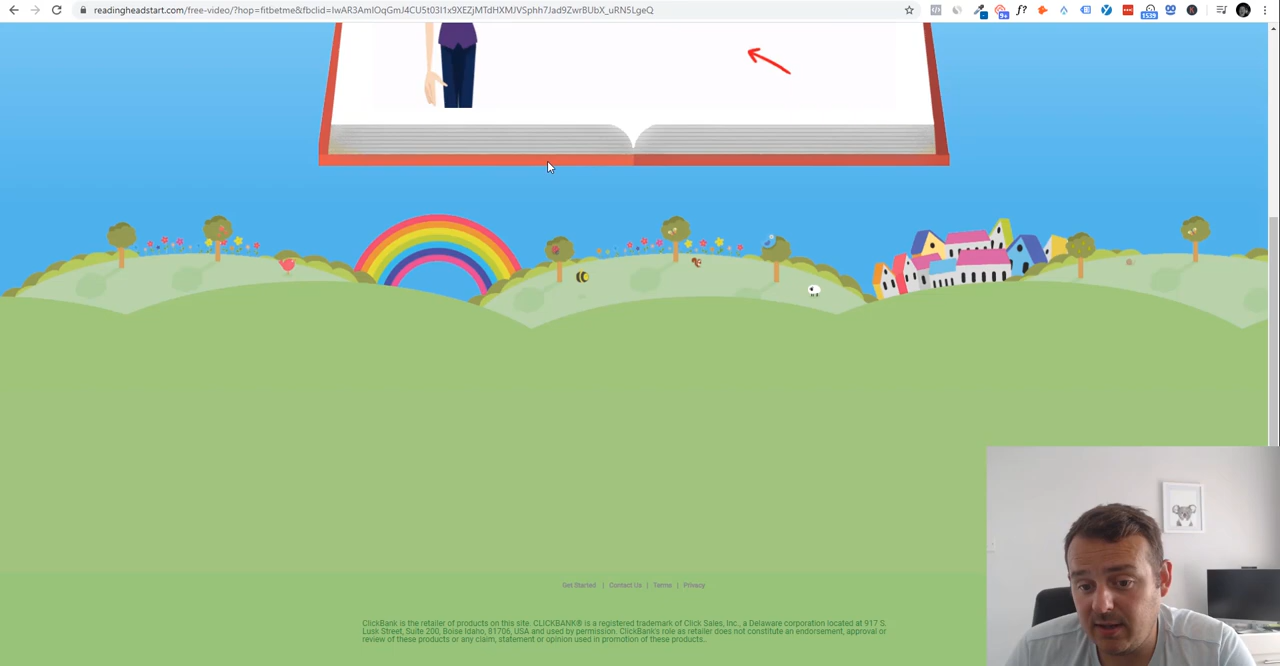 readingheadstart.com/free-video/?hop=fitbetme&fbclid=IwAR3AmIOqGmJ4CU5t03I1x9XEZjMTdHXMJVSphh7Jad9ZwrBUbX_uRN5LgeQ
9+
f?
1539
Get Started | Contact Us | Terms | Privacy
ClickBank is the retailer of products on this site. CLICKBANK® is a registered trademark of Click Sales, Inc., a Delaware corporation located at 917 S.
Lusk Street, Suite 200, Boise Idaho, 81706, USA and used by permission. ClickBank's role as retailer does not constitute an endorsement, approval or
review of these products or any claim, statement or opinion used in promotion of these products.